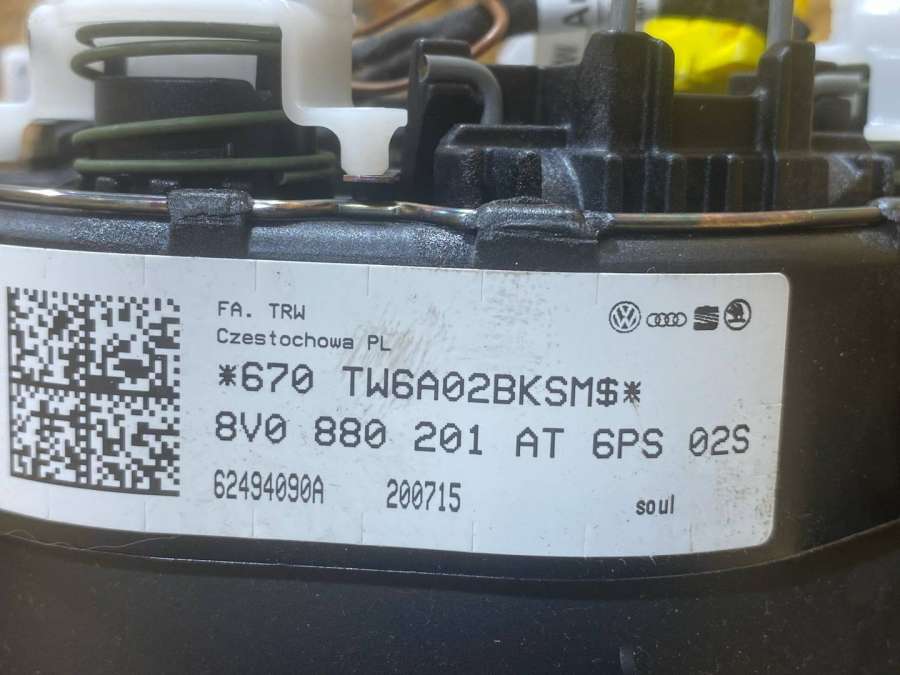 FA. TRW
Czestochowa PL
*670 TW6A02BKSM$*
8V0 880 201 AT 6PS 02S
62494090A 200715 soul